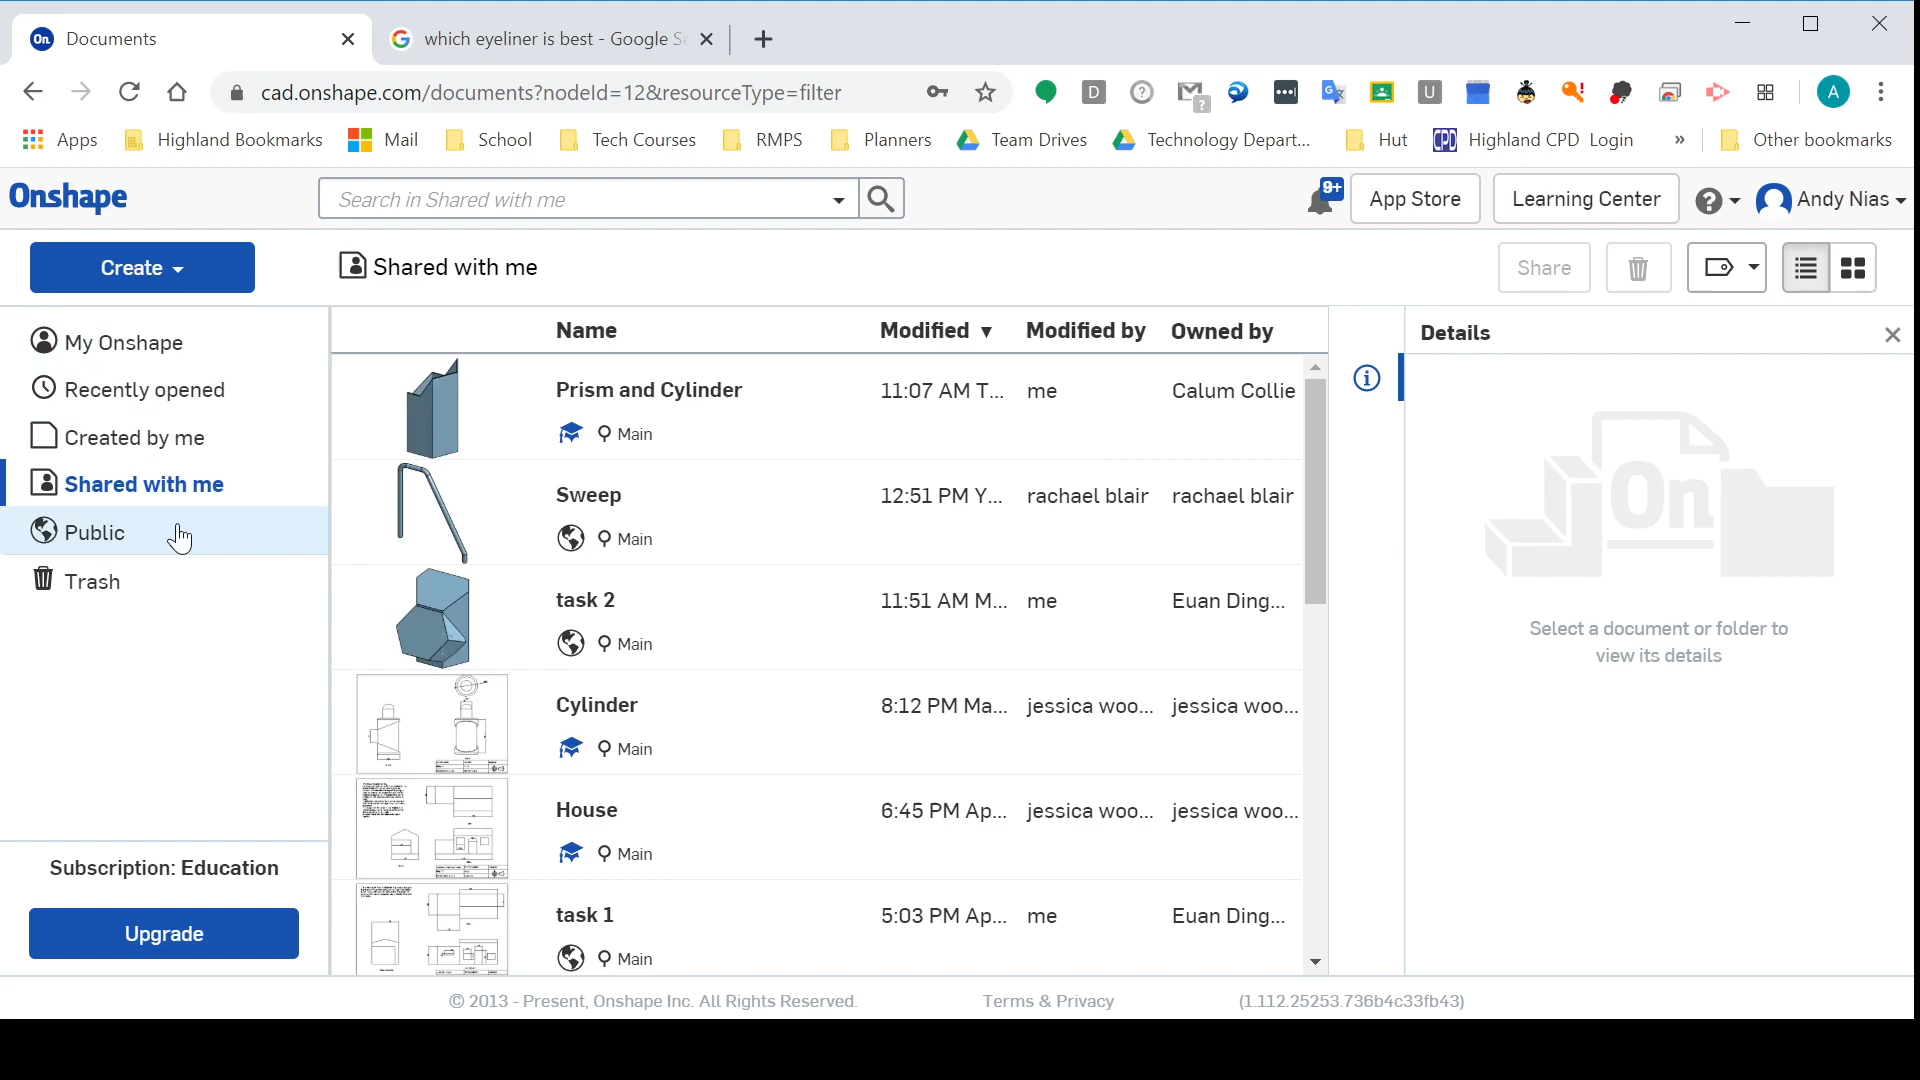 On Documents
which eyeliner is best - Google Se
cad.onshape.com/documents?nodeId=12&resourceType=filter
D
U
A
Apps
Highland Bookmarks
Mail
School
Tech Courses
RMPS
Planners
Team Drives
Technology Depart...
Hut
CPD Highland CPD Login
»
Other bookmarks
Onshape
Search in Shared with me
9+
App Store
Learning Center
Andy Nias
Create
Shared with me
Share
My Onshape
Recently opened
Created by me
Shared with me
Public
Trash
Subscription: Education
Upgrade
Name Modified ▼ Modified by Owned by
Prism and Cylinder 11:07 AM T... me Calum Collie
Main
Sweep 12:51 PM Y... rachael blair rachael blair
Main
task 2 11:51 AM M... me Euan Ding...
Main
Cylinder 8:12 PM Ma... jessica woo... jessica woo...
Main
House 6:45 PM Ap... jessica woo... jessica woo...
Main
task 1 5:03 PM Ap... me Euan Ding...
Main
Details
On
Select a document or folder to
view its details
© 2013 - Present, Onshape Inc. All Rights Reserved.
Terms & Privacy
(1.112.25253.736b4c33fb43)